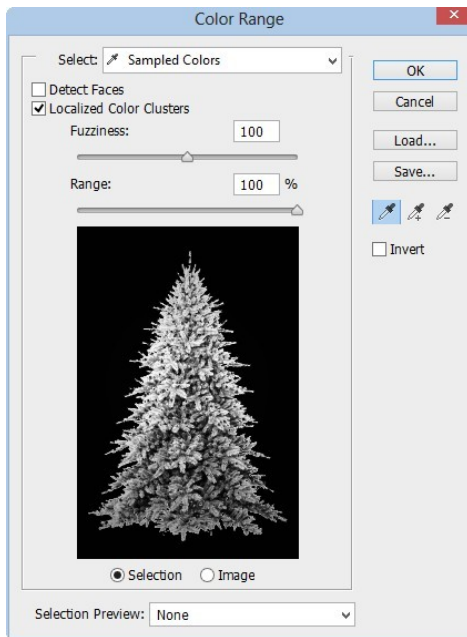 Color Range
Select: Sampled Colors
Detect Faces
Localized Color Clusters
Fuzziness: 100
Range: 100 %
Selection Image
Selection Preview: None
OK
Cancel
Load...
Save...
Invert